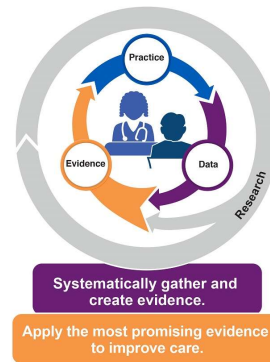 Practice
Evidence
Data
Research
Systematically gather and
create evidence.
Apply the most promising evidence
to improve care.